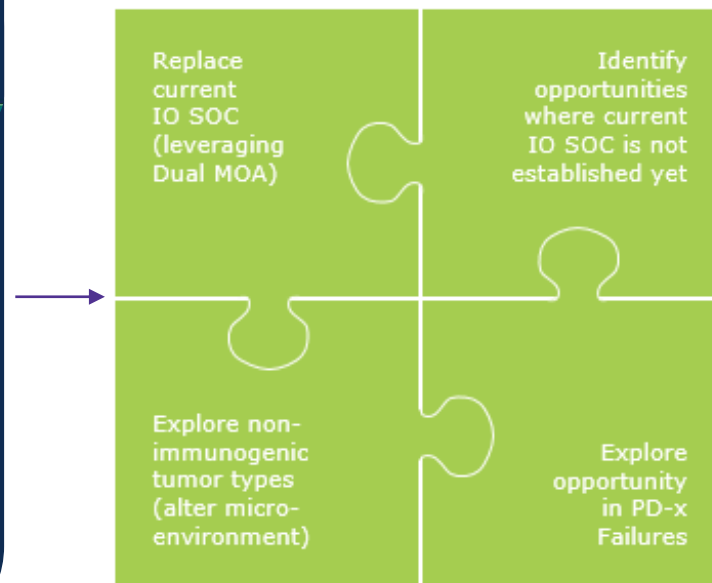 Replace
current
IO SOC
(leveraging
Dual MOA)
Identify
opportunities
where current
IO SOC is not
established yet
Explore non-
immunogenic
tumor types
(alter micro-
environment)
Explore
opportunity
in PD-x
Failures